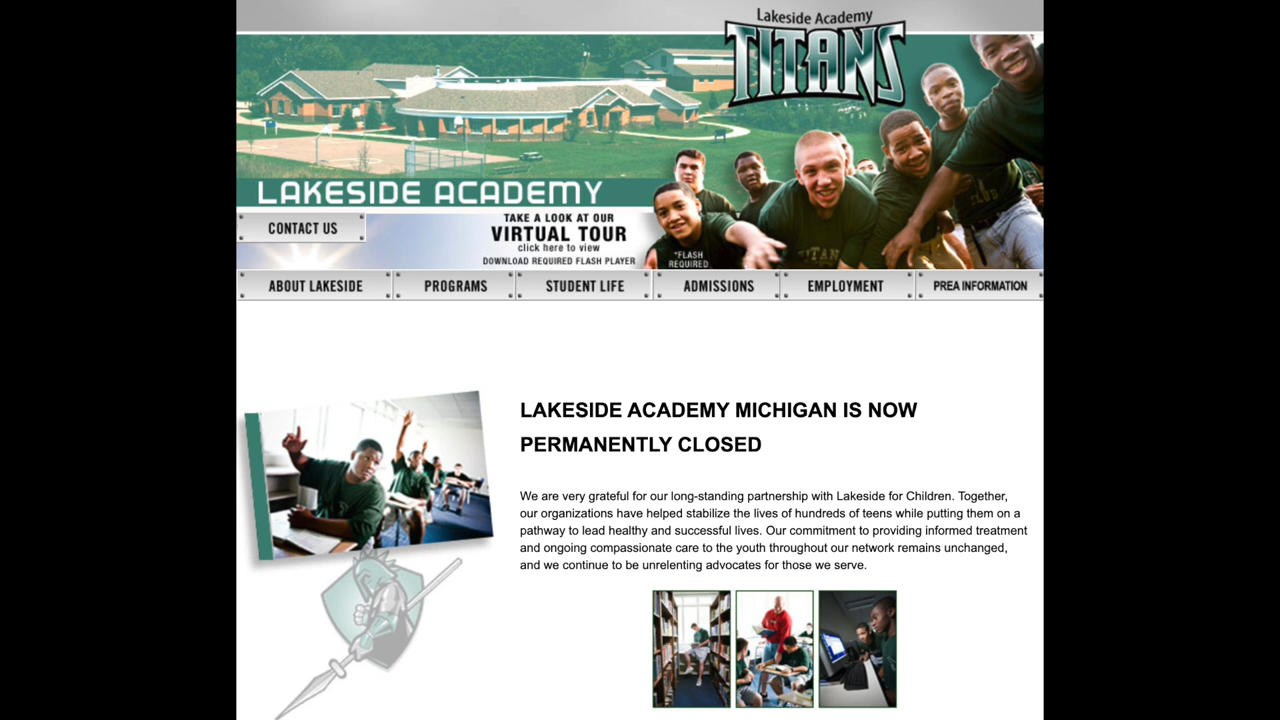 Lakeside Academy
TITANS
LAKESIDE ACADEMY
CONTACT US
TAKE A LOOK AT OUR
VIRTUAL TOUR
click here to view
DOWNLOAD REQUIRED FLASH PLAYER
*FLASH
REQUIRED
ABOUT LAKESIDE PROGRAMS STUDENT LIFE ADMISSIONS EMPLOYMENT PREA INFORMATION
LAKESIDE ACADEMY MICHIGAN IS NOW
PERMANENTLY CLOSED
We are very grateful for our long-standing partnership with Lakeside for Children. Together,
our organizations have helped stabilize the lives of hundreds of teens while putting them on a
pathway to lead healthy and successful lives. Our commitment to providing informed treatment
and ongoing compassionate care to the youth throughout our network remains unchanged,
and we continue to be unrelenting advocates for those we serve.